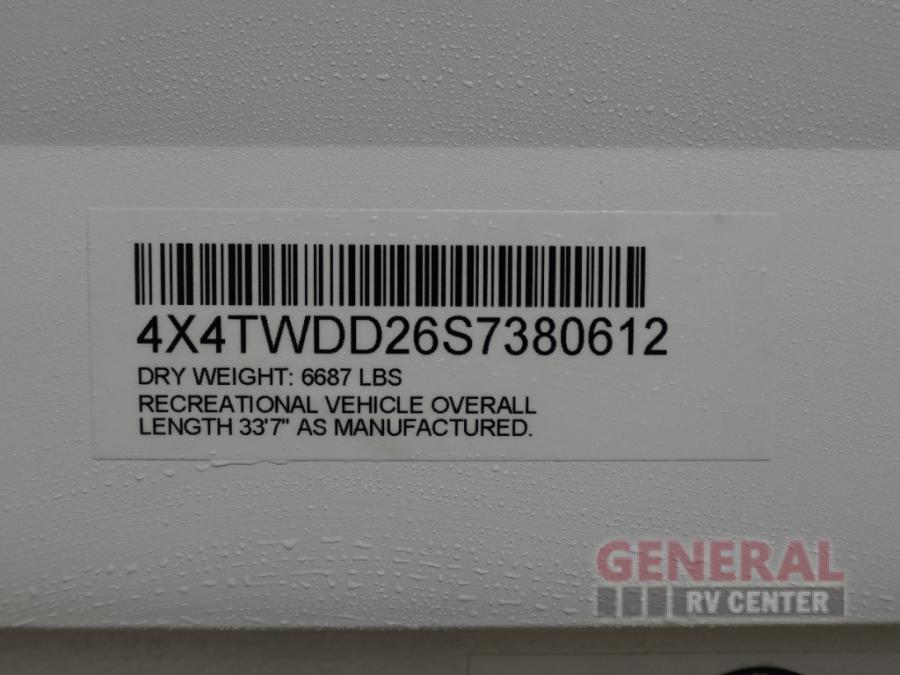 4X4TWDD26S7380612
DRY WEIGHT: 6687 LBS
RECREATIONAL VEHICLE OVERALL
LENGTH 33'7" AS MANUFACTURED.
GENERAL
RV CENTER